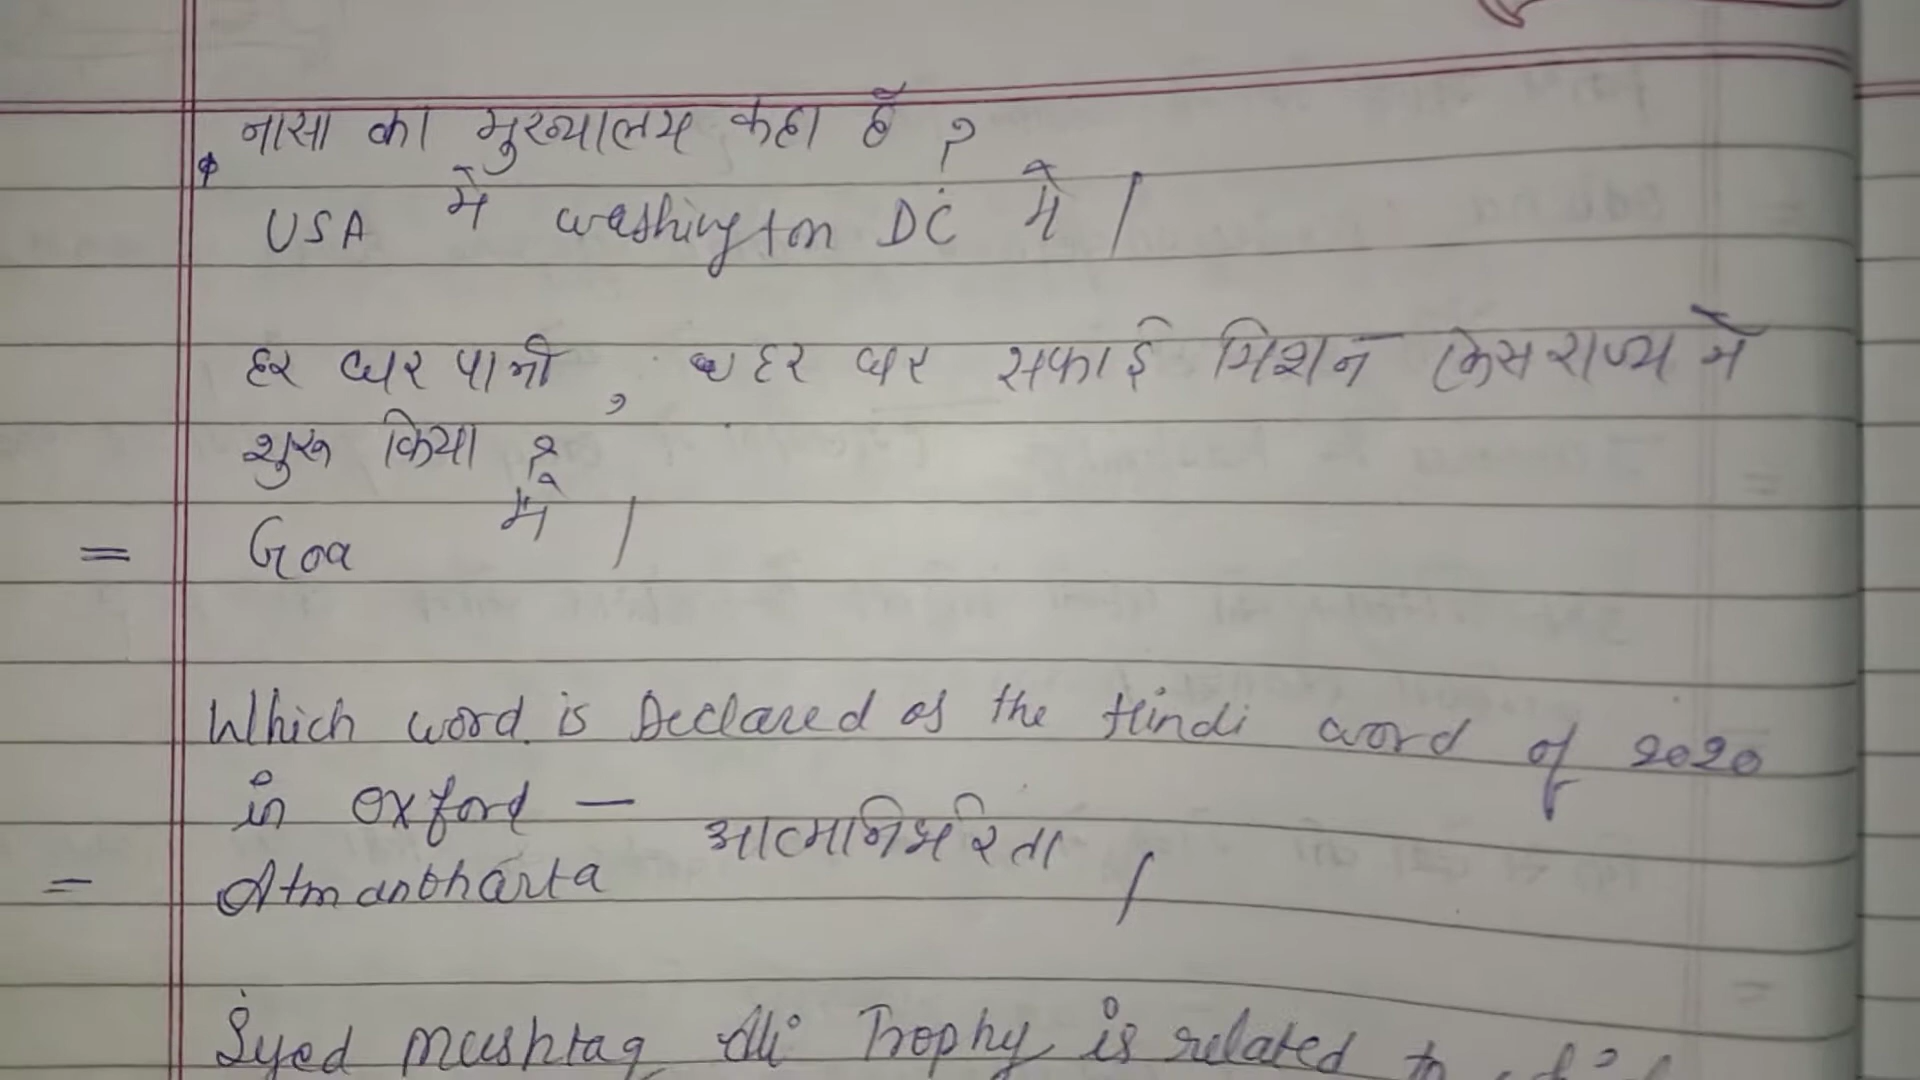 नासा का मुख्यालय कहा है ?
USA में washington DC में |
हर घर पानी , हर घर सफाई मिशन किस राज्य में
शुरू किया ?
= Goa में |
Which word is Declared as the Hindi word of 2020
in oxford —
= Atmanbharta आत्मानिर्भरता |
Syed mushtaq Ali Trophy is related to